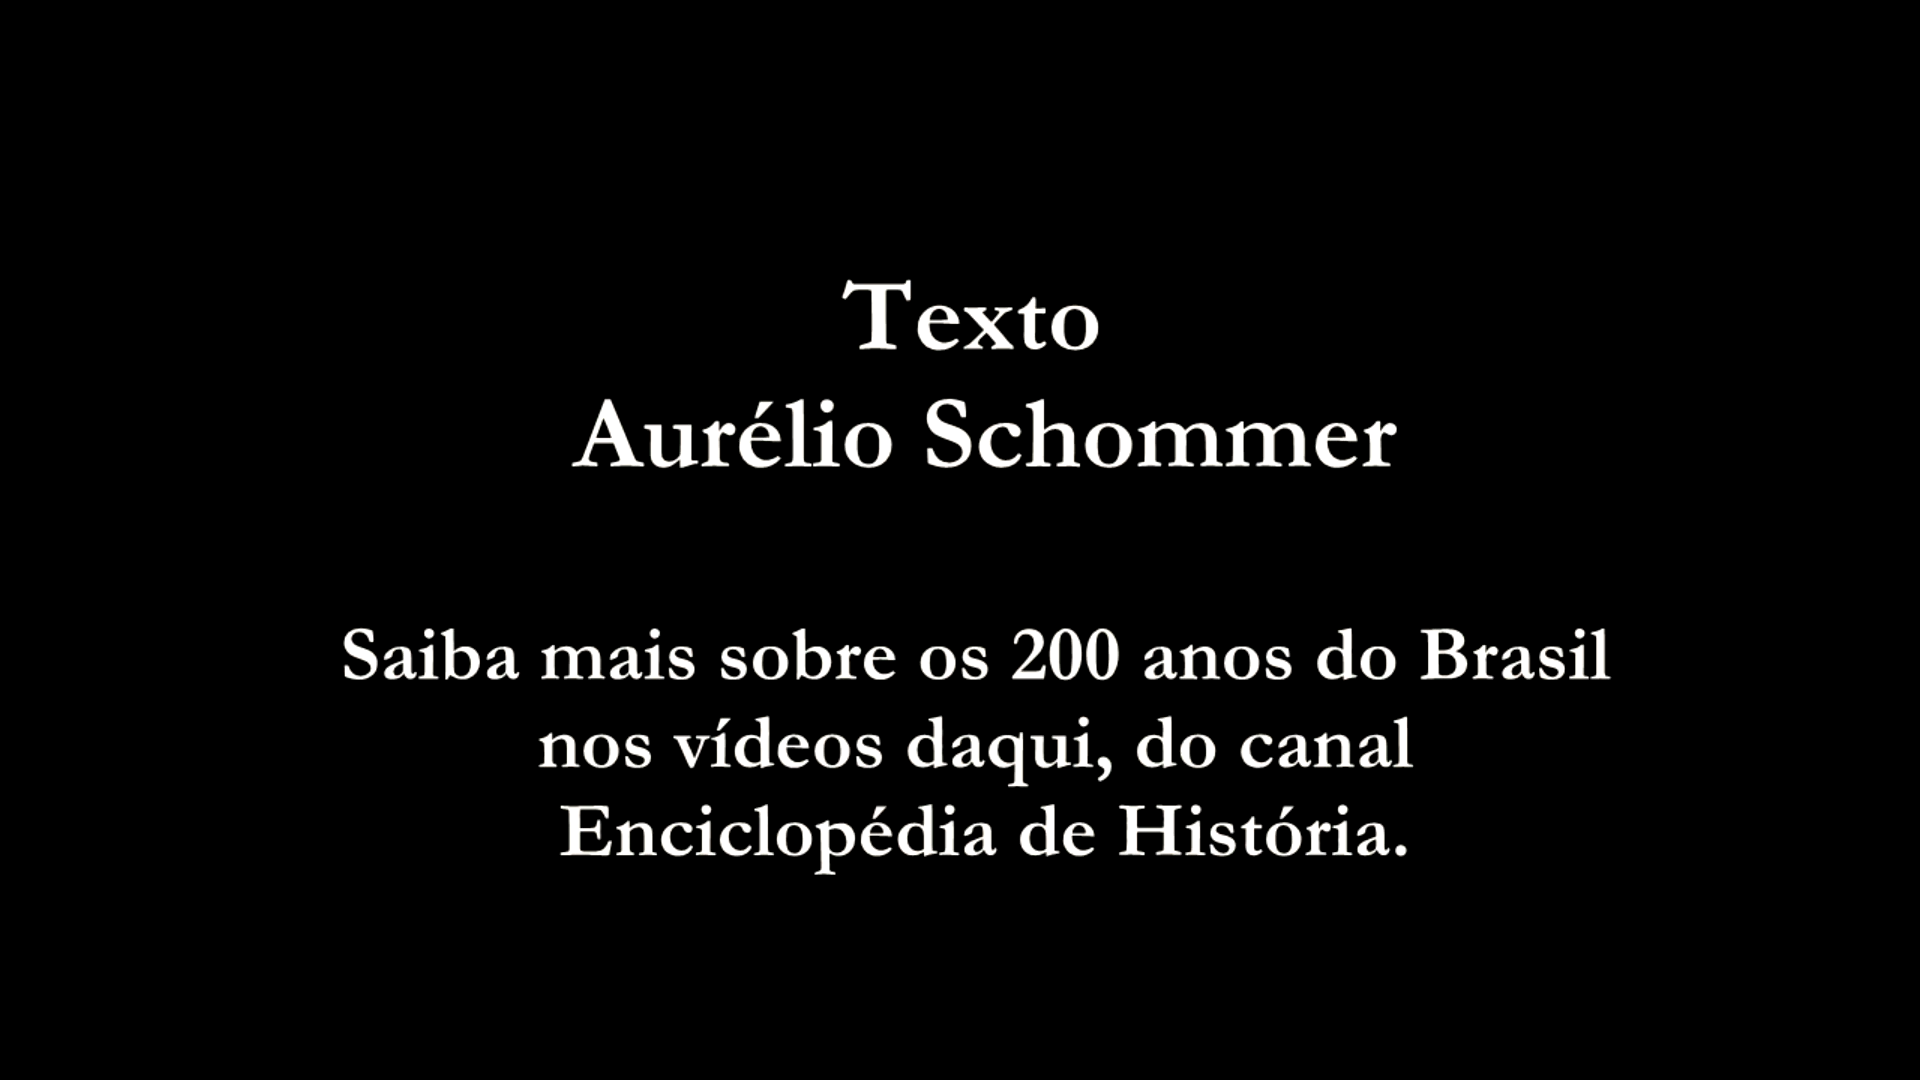 Texto
Aurélio Schommer
Saiba mais sobre os 200 anos do Brasil
nos vídeos daqui, do canal
Enciclopédia de História.